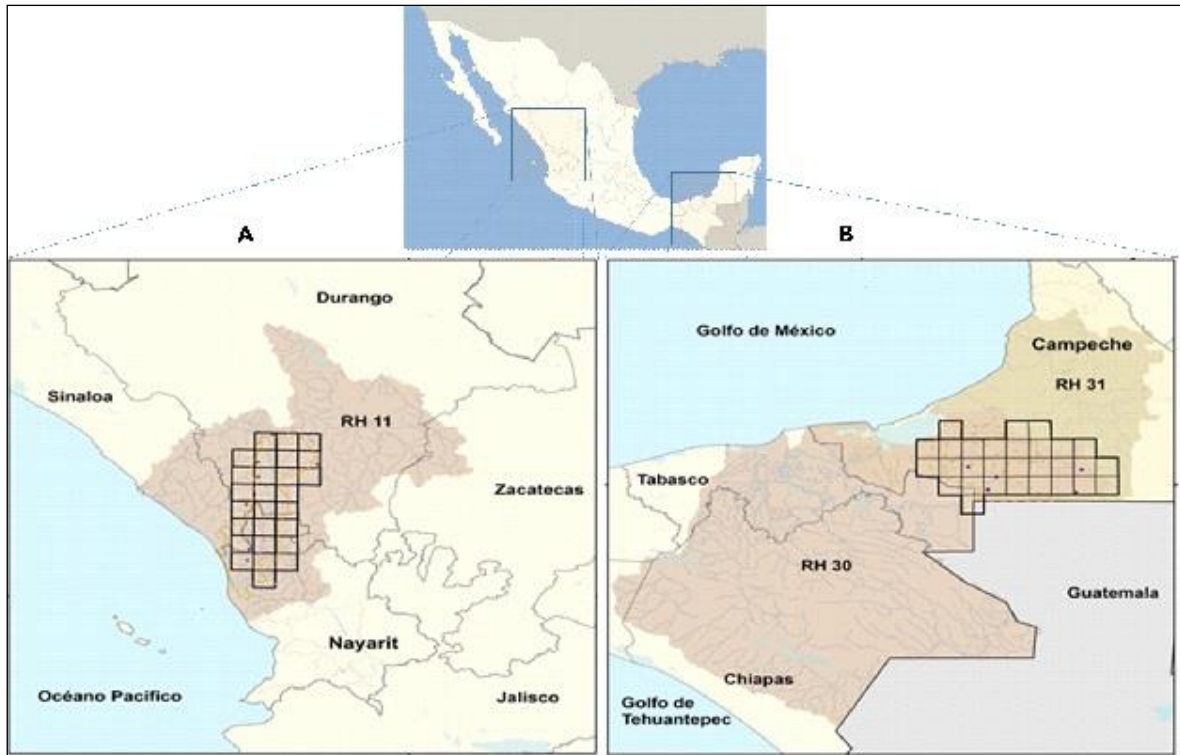 A
B
Durango
Sinaloa
RH 11
Zacatecas
Nayarit
Océano Pacífico
Jalisco
Golfo de México
Campeche
RH 31
Tabasco
RH 30
Guatemala
Chiapas
Golfo de
Tehuantepec